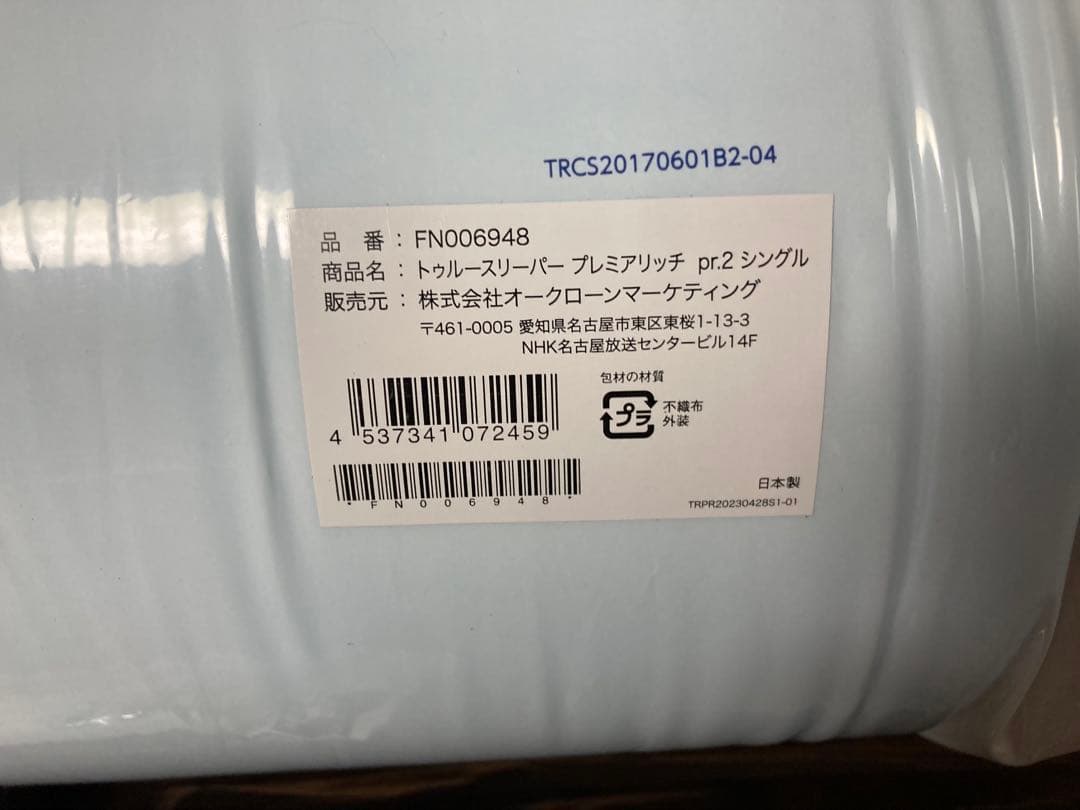 TRCS20170601B2-04
品 番 : FN006948
商品名 : トゥルースリーパー プレミアリッチ pr.2 シングル
販売元 : 株式会社オークローンマーケティング
〒461-0005 愛知県名古屋市東区東桜1-13-3
NHK名古屋放送センタービル14F
包材の材質
プラ
不織布
外装
4 537341 072459
*FN006948*
日本製
TRPR20230428S1-01